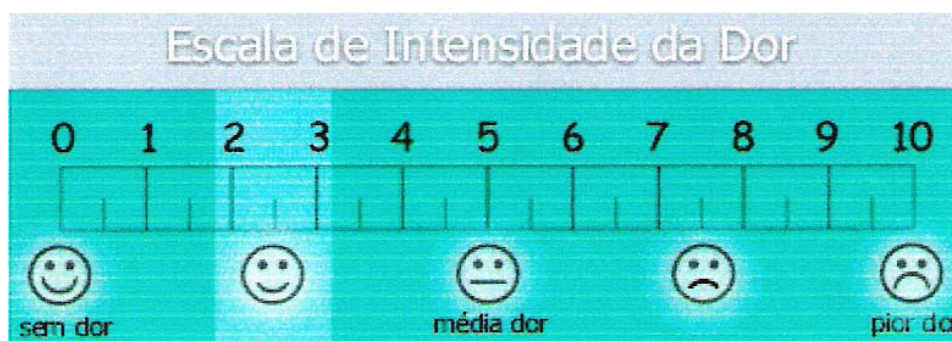 Escala de Intensidade da Dor
0 1 2 3 4 5 6 7 8 9 10
sem dor média dor pior do